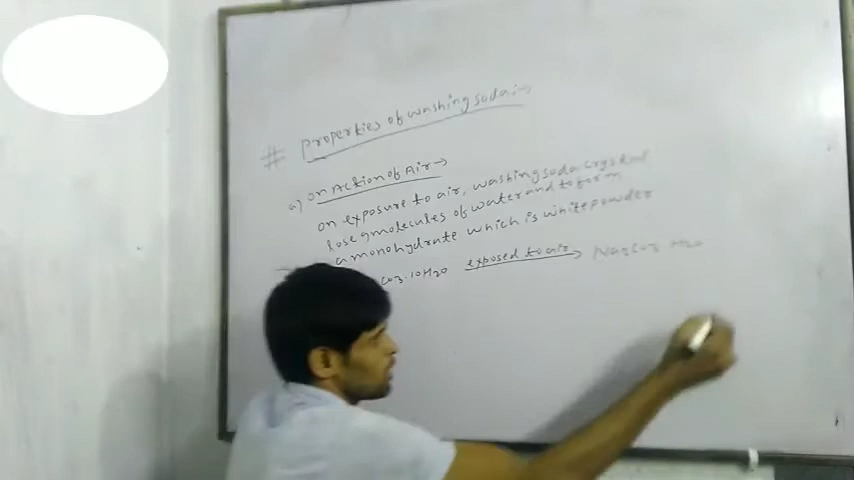 # Properties of washing soda :→
a) on Action of Air →
on exposure to air, washing soda crystal
lose 9 molecules of water and to form
a monohydrate which is white powder
CO3.10H2O exposed to air → Na2CO3 H2O